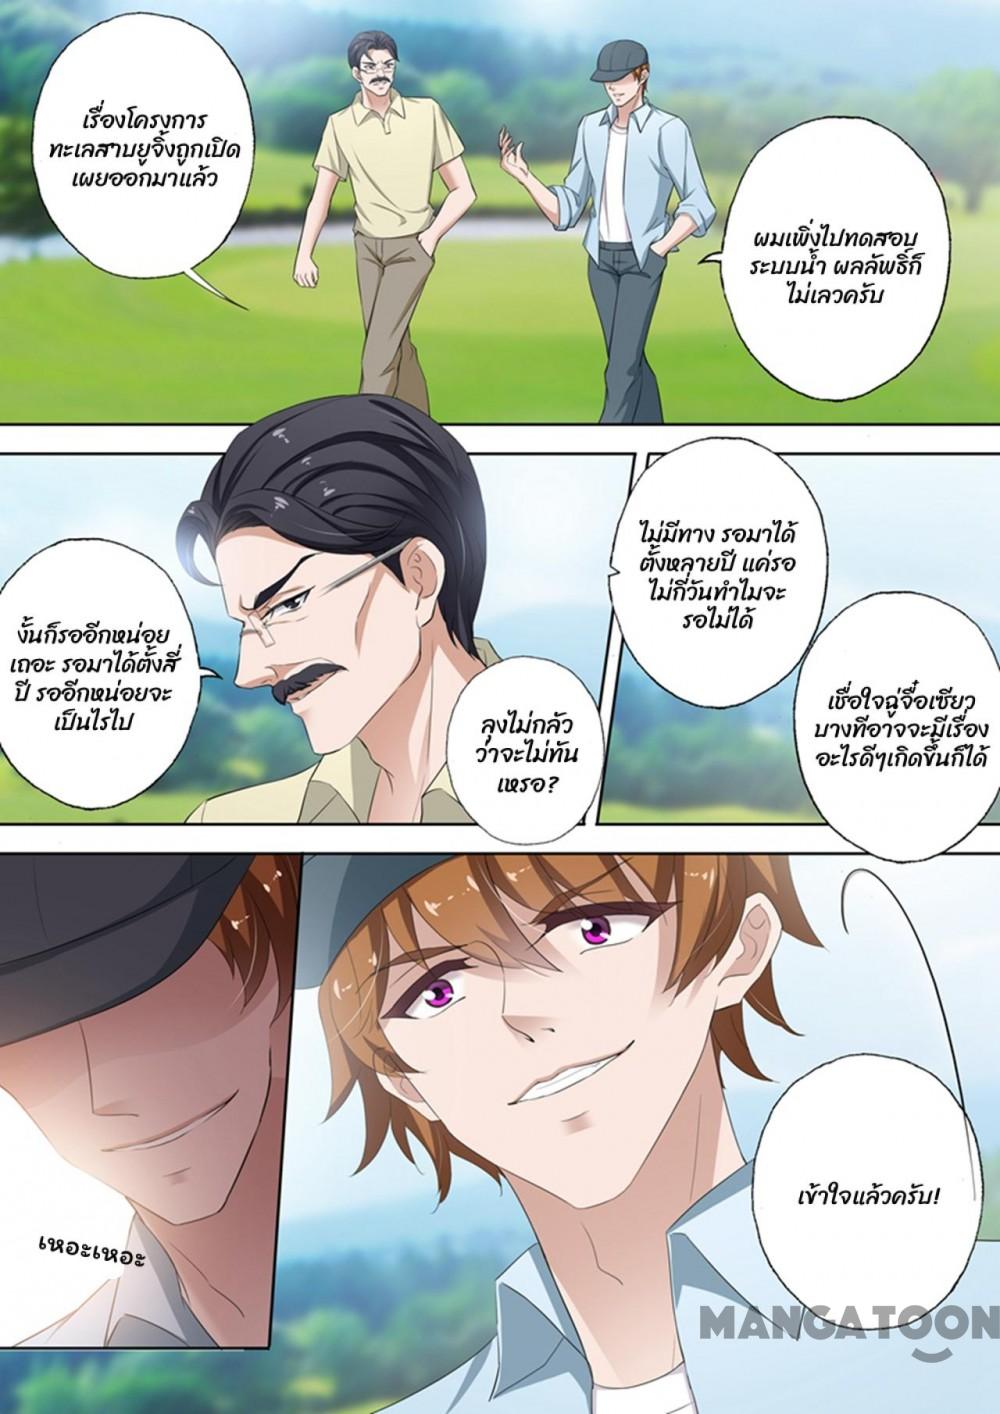 เรื่องโครงการ
ทะเลสาบยูจิ้งถูกเปิด
เผยออกมาแล้ว
ผมเพิ่งไปทดสอบ
ระบบน้ำ ผลลัพธ์ก็
ไม่เลวครับ
งั้นก็รออีกหน่อย
เถอะ รอมาได้ตั้งสี่
ปี รออีกหน่อยจะ
เป็นไรไป
ลุงไม่กลัว
ว่าจะไม่ทัน
เหรอ?
ไม่มีทาง รอมาได้
ตั้งหลายปี แค่รอ
ไม่กี่วันทำไมจะ
รอไม่ได้
เชื่อใจฉู่จื่อเซียว
บางทีอาจจะมีเรื่อง
อะไรดีๆเกิดขึ้นก็ได้
เหอะเหอะ
เข้าใจแล้วครับ!
MANGATOON